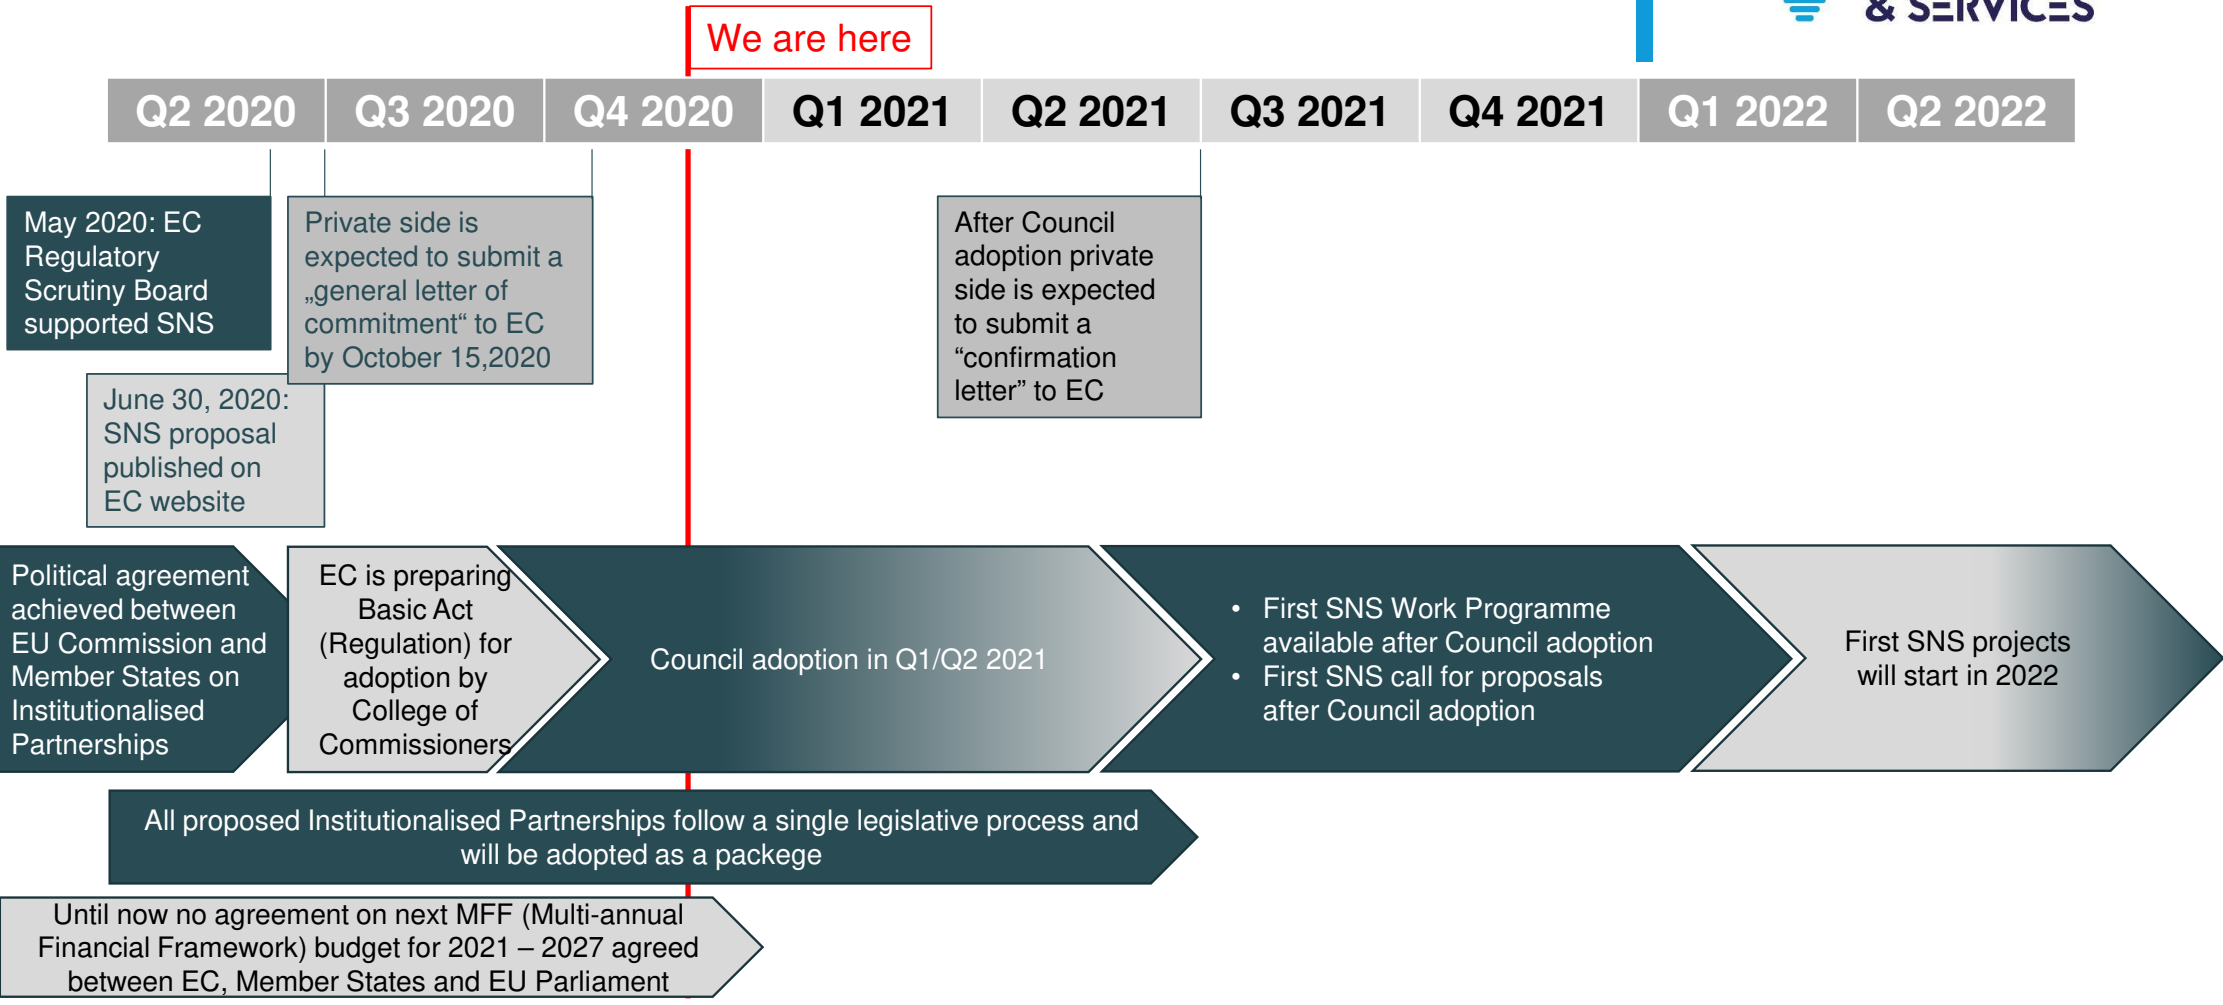 & SERVICES
We are here
Q2 2020 Q3 2020 Q4 2020 Q1 2021 Q2 2021 Q3 2021 Q4 2021 Q1 2022 Q2 2022
May 2020: EC
Regulatory
Scrutiny Board
supported SNS
Private side is
expected to submit a
„general letter of
commitment“ to EC
by October 15,2020
After Council
adoption private
side is expected
to submit a
“confirmation
letter” to EC
June 30, 2020:
SNS proposal
published on
EC website
Political agreement
achieved between
EU Commission and
Member States on
Institutionalised
Partnerships
EC is preparing
Basic Act
(Regulation) for
adoption by
College of
Commissioners
Council adoption in Q1/Q2 2021
• First SNS Work Programme
available after Council adoption
• First SNS call for proposals
after Council adoption
First SNS projects
will start in 2022
All proposed Institutionalised Partnerships follow a single legislative process and
will be adopted as a packege
Until now no agreement on next MFF (Multi-annual
Financial Framework) budget for 2021 – 2027 agreed
between EC, Member States and EU Parliament